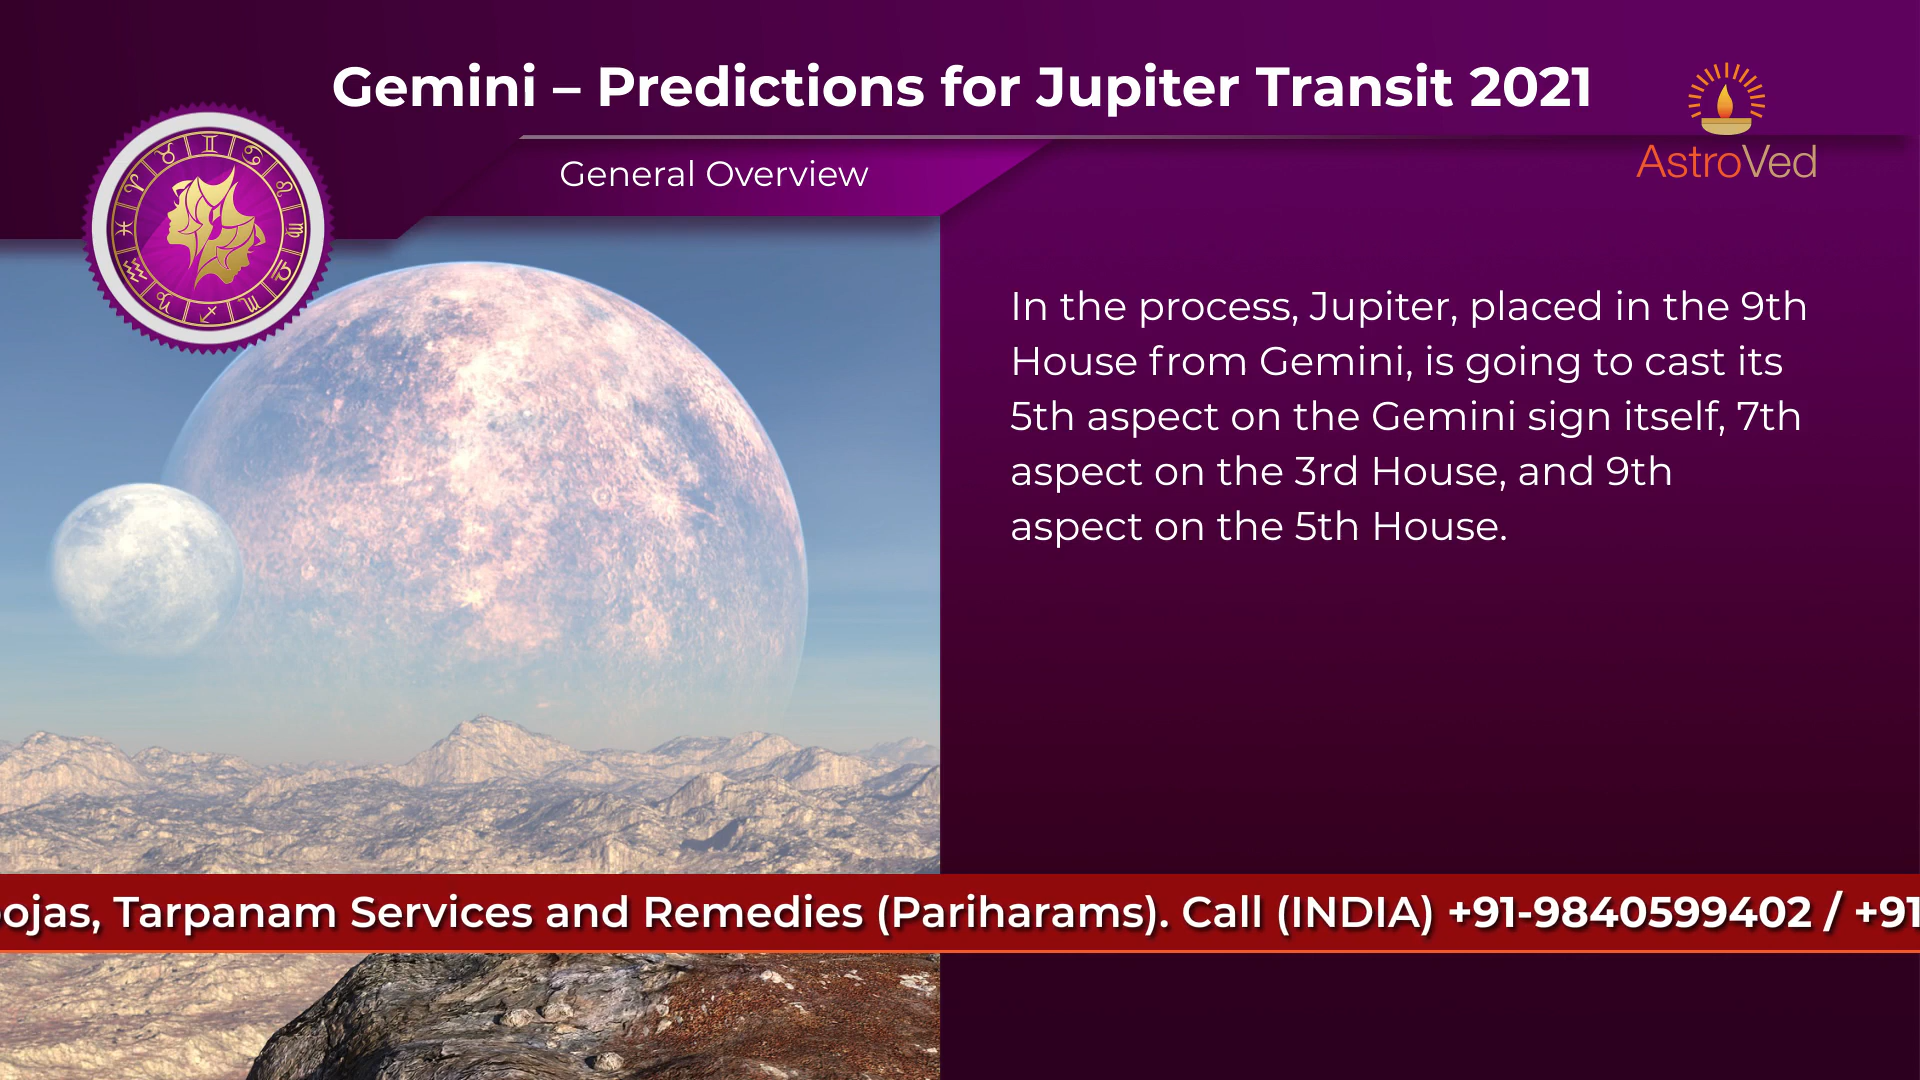 Gemini – Predictions for Jupiter Transit 2021
General Overview
AstroVed
In the process, Jupiter, placed in the 9th
House from Gemini, is going to cast its
5th aspect on the Gemini sign itself, 7th
aspect on the 3rd House, and 9th
aspect on the 5th House.
Tarpanam Services and Remedies (Pariharams). Call (INDIA) +91-9840599402 / +91